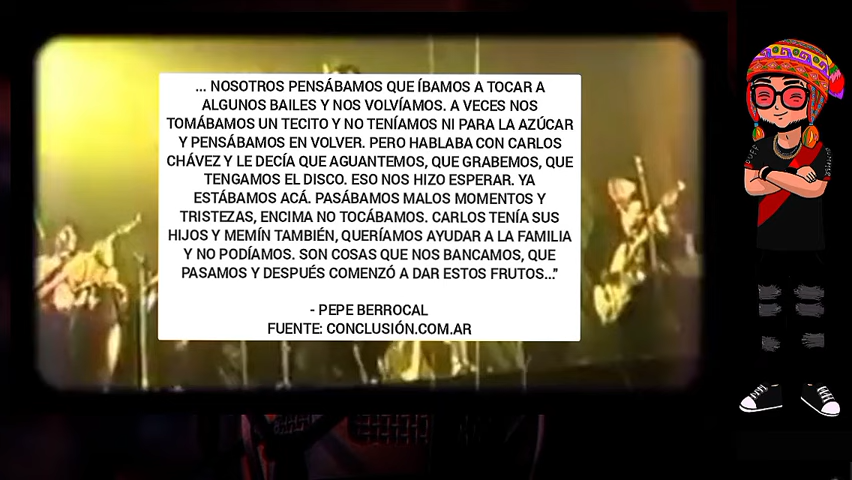 ... NOSOTROS PENSÁBAMOS QUE ÍBAMOS A TOCAR A
ALGUNOS BAILES Y NOS VOLVÍAMOS. A VECES NOS
TOMÁBAMOS UN TECITO Y NO TENÍAMOS NI PARA LA AZÚCAR
Y PENSÁBAMOS EN VOLVER. PERO HABLABA CON CARLOS
CHÁVEZ Y LE DECÍA QUE AGUANTEMOS, QUE GRABEMOS, QUE
TENGAMOS EL DISCO. ESO NOS HIZO ESPERAR. YA
ESTÁBAMOS ACÁ. PASÁBAMOS MALOS MOMENTOS Y
TRISTEZAS, ENCIMA NO TOCÁBAMOS. CARLOS TENÍA SUS
HIJOS Y MEMÍN TAMBIÉN, QUERÍAMOS AYUDAR A LA FAMILIA
Y NO PODÍAMOS. SON COSAS QUE NOS BANCAMOS, QUE
PASAMOS Y DESPUÉS COMENZÓ A DAR ESTOS FRUTOS..."
- PEPE BERROCAL
FUENTE: CONCLUSIÓN.COM.AR